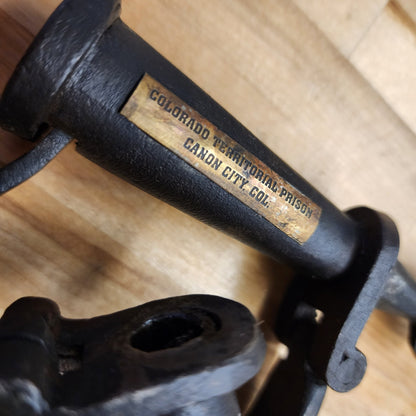 COLORADO TERRITORIAL PRISON
CANON CITY, COL.